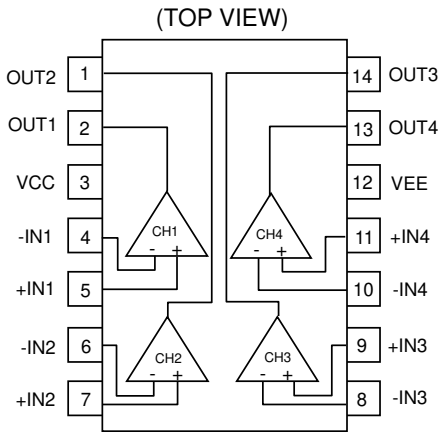 (TOP VIEW)
OUT2 1 14 OUT3
OUT1 2 13 OUT4
VCC 3 12 VEE
-IN1 4 CH1 CH4 11 +IN4
- + - +
+IN1 5 10 -IN4
-IN2 6 CH2 CH3 9 +IN3
- + - +
+IN2 7 8 -IN3